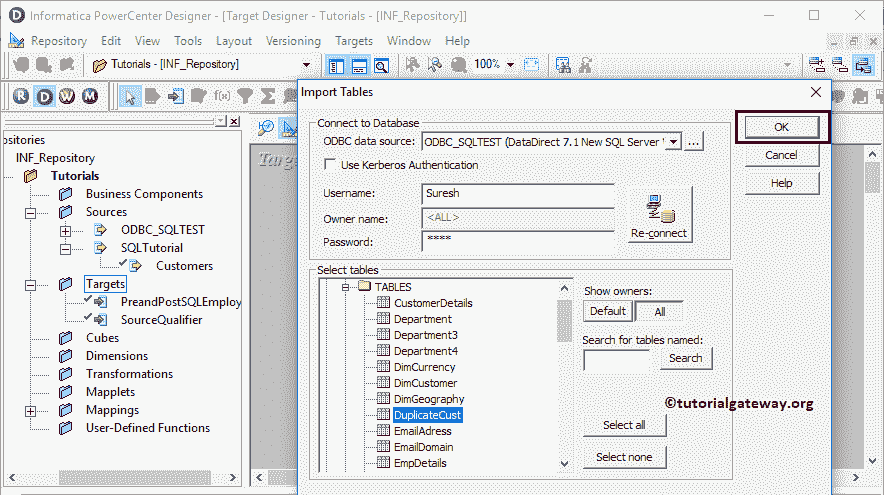 Informatica PowerCenter Designer - [Target Designer - Tutorials - [INF_Repository]]
Repository Edit View Tools Layout Versioning Targets Window Help
Tutorials - [INF_Repository] 100%
R D W M f(x) Σ
ositories
INF_Repository
Tutorials
Business Components
Sources
ODBC_SQLTEST
SQLTutorial
Customers
Targets
PreandPostSQLEmploy
SourceQualifier
Cubes
Dimensions
Transformations
Mapplets
Mappings
User-Defined Functions
Targ
Import Tables
Connect to Database
ODBC data source: ODBC_SQLTEST (DataDirect 7.1 New SQL Server ...
Use Kerberos Authentication
Username: Suresh
Owner name: <ALL>
Password: ****
Re-connect
OK
Cancel
Help
Select tables
TABLES
CustomerDetails
Department
Department3
Department4
DimCurrency
DimCustomer
DimGeography
DuplicateCust
EmailAdress
EmailDomain
EmpDetails
Show owners:
Default All
Search for tables named:
Search
©tutorialgateway.org
Select all
Select none